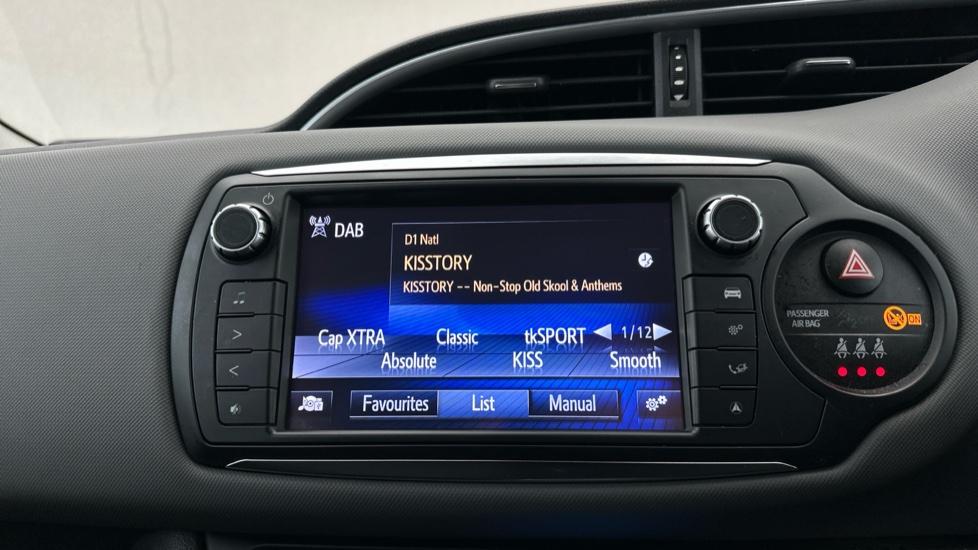 DAB
D1 Natl
KISSTORY
KISSTORY -- Non-Stop Old Skool & Anthems
Cap XTRA Classic tkSPORT 1/12
Absolute KISS Smooth
Favourites List Manual
PASSENGER
AIR BAG
ON